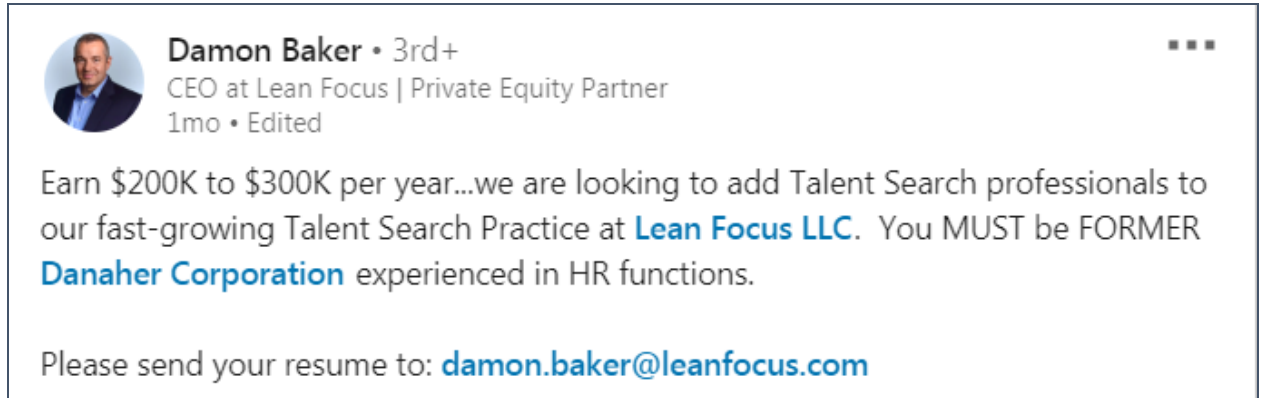 Damon Baker • 3rd+
CEO at Lean Focus | Private Equity Partner
1mo • Edited
Earn $200K to $300K per year...we are looking to add Talent Search professionals to
our fast-growing Talent Search Practice at Lean Focus LLC.  You MUST be FORMER
Danaher Corporation experienced in HR functions.
Please send your resume to: damon.baker@leanfocus.com